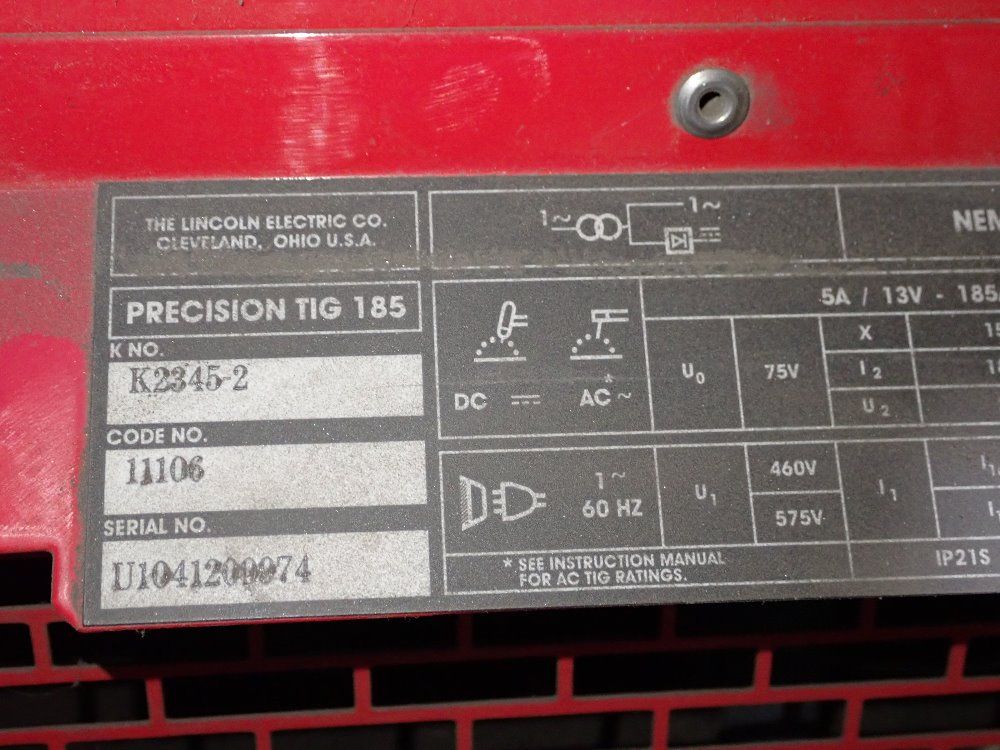 THE LINCOLN ELECTRIC CO.
CLEVELAND, OHIO U.S.A.
PRECISION TIG 185
K NO.
K2345-2
CODE NO.
11106
SERIAL NO.
U1041209974
1~
1~
5A / 13V - 185
DC
AC~
*
U0
75V
X
I2
U2
1~
60 HZ
U1
460V
575V
I1
* SEE INSTRUCTION MANUAL
FOR AC TIG RATINGS.
IP21S